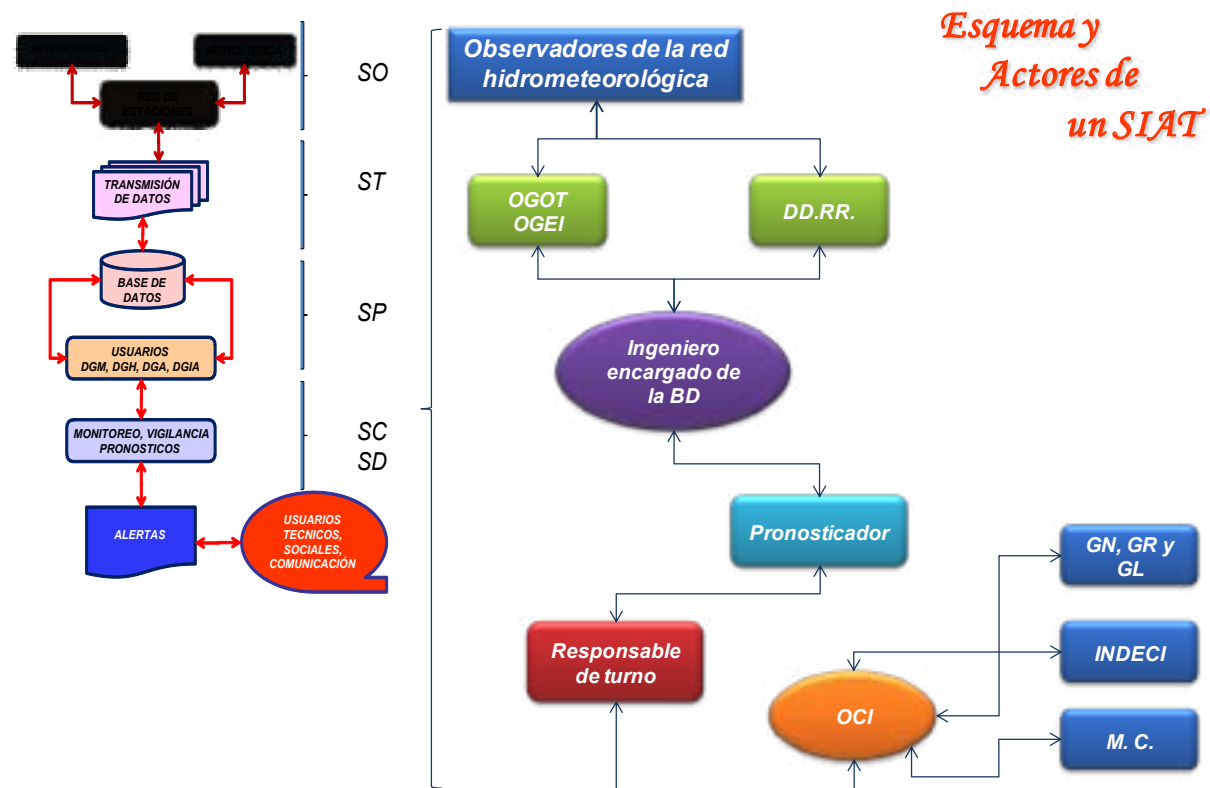 Esquema y
Actores de
un SIAT
METEOROLOGICA
HIDROLOGICA
RED DE
ESTACIONES
TRANSMISIÓN
DE DATOS
BASE DE
DATOS
USUARIOS
DGM, DGH, DGA, DGIA
MONITOREO, VIGILANCIA
PRONOSTICOS
ALERTAS
USUARIOS
TECNICOS,
SOCIALES,
COMUNICACIÓN
SO
ST
SP
SC
SD
Observadores de la red
hidrometeorológica
OGOT
OGEI
DD.RR.
Ingeniero
encargado de
la BD
Pronosticador
Responsable
de turno
OCI
GN, GR y
GL
INDECI
M. C.